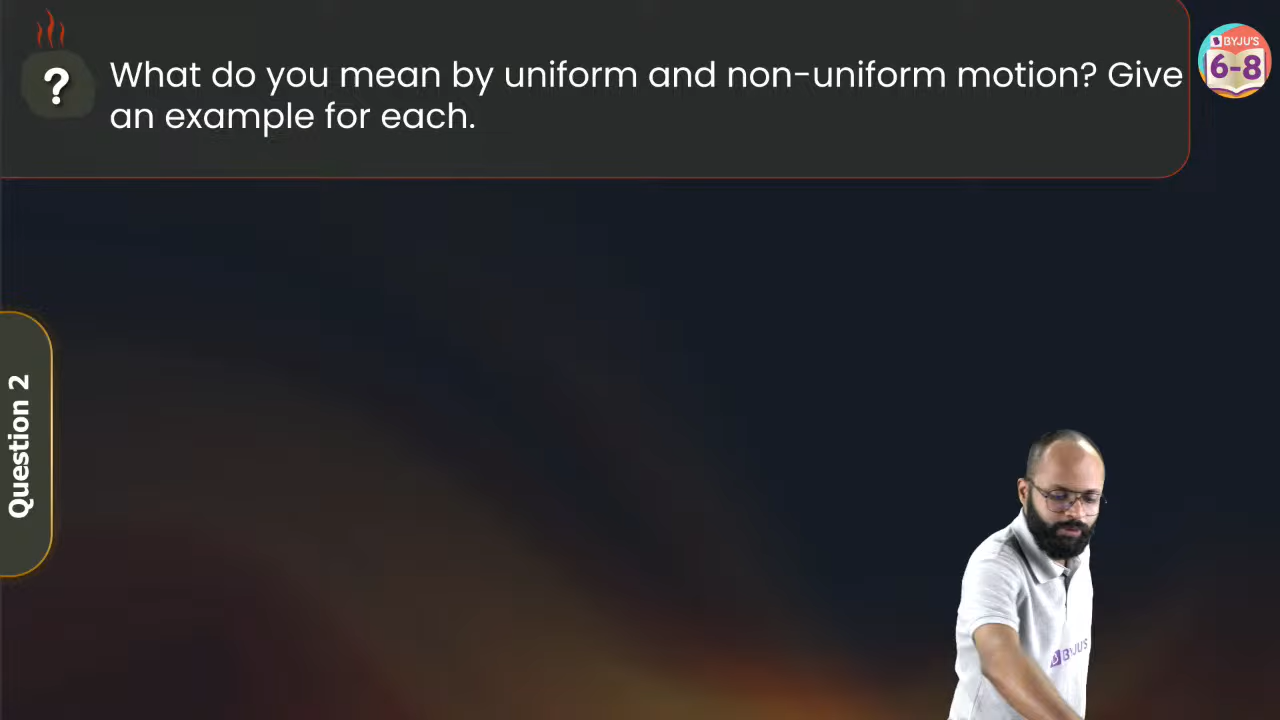 ?
What do you mean by uniform and non-uniform motion? Give
an example for each.
BYJU'S
6-8
Question 2
BYJU'S